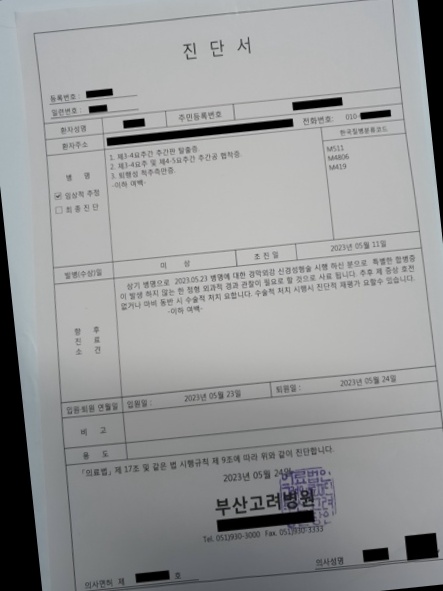 진 단 서
등록번호 :
일련번호 :
환자성명 주민등록번호
환자주소 전화번호: 010-
병 명 한국질병분류코드
☑ 임상적 추정
☐ 최 종 진 단
1. 제3-4요추간 추간판 탈출증. M511
2. 제3-4요추 및 제4-5요추간 추간공 협착증. M4806
3. 퇴행성 척추측만증. M419
-이하 여백-
발병(수상)일 미 상 초 진 일 2023년 05월 11일
향 후 진 료 소 견
상기 병명으로 2023.05.23 병명에 대한 경막외강 신경성형술 시행 하신 분으로 특별한 합병증
이 발생 하지 않는 한 정형 외과적 경과 관찰이 필요로 할 것으로 사료 됩니다. 추후 제 증상 호전
없거나 마비 동반 시 수술적 처치 요합니다. 수술적 처치 시행시 진단적 재평가 요할수 있습니다.
-이하 여백-
입원·퇴원 연월일 입원일 : 2023년 05월 23일 퇴원일 : 2023년 05월 24일
비 고
용 도
「의료법」 제 17조 및 같은 법 시행규칙 제 9조에 따라 위와 같이 진단합니다.
2023년 05월 24일
부산고려병원
Tel. 051)930-3000 Fax. 051)930-3333
의사면허 제 호 의사성명